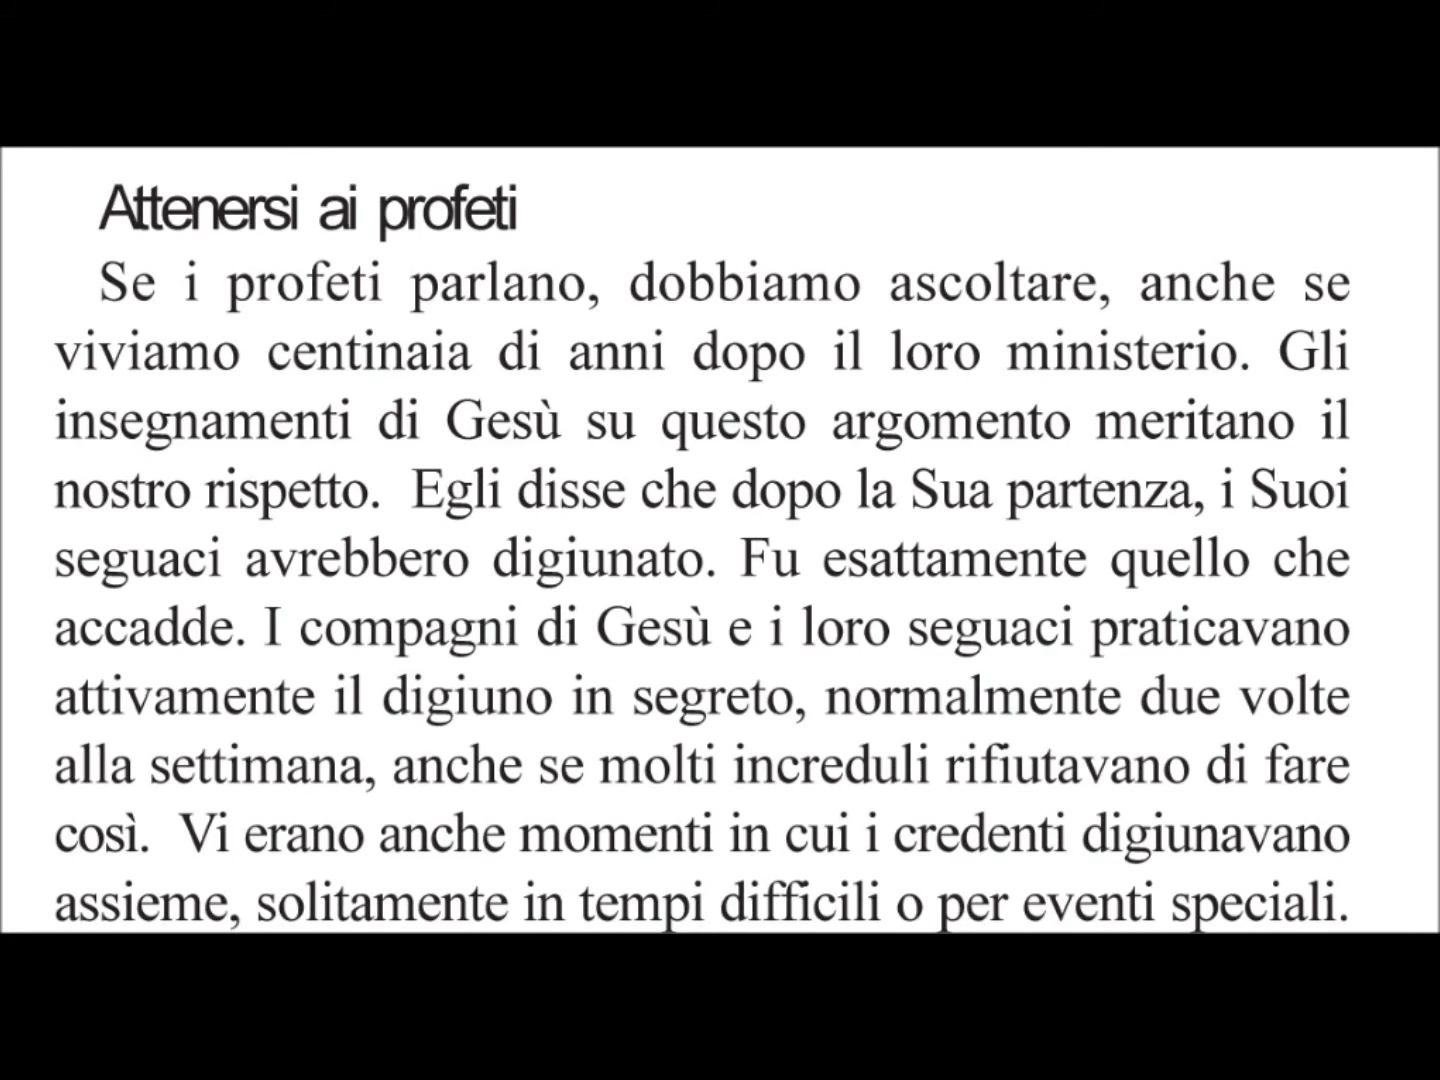 Attenersi ai profeti
Se i profeti parlano, dobbiamo ascoltare, anche se
viviamo centinaia di anni dopo il loro ministerio. Gli
insegnamenti di Gesù su questo argomento meritano il
nostro rispetto. Egli disse che dopo la Sua partenza, i Suoi
seguaci avrebbero digiunato. Fu esattamente quello che
accadde. I compagni di Gesù e i loro seguaci praticavano
attivamente il digiuno in segreto, normalmente due volte
alla settimana, anche se molti increduli rifiutavano di fare
così. Vi erano anche momenti in cui i credenti digiunavano
assieme, solitamente in tempi difficili o per eventi speciali.